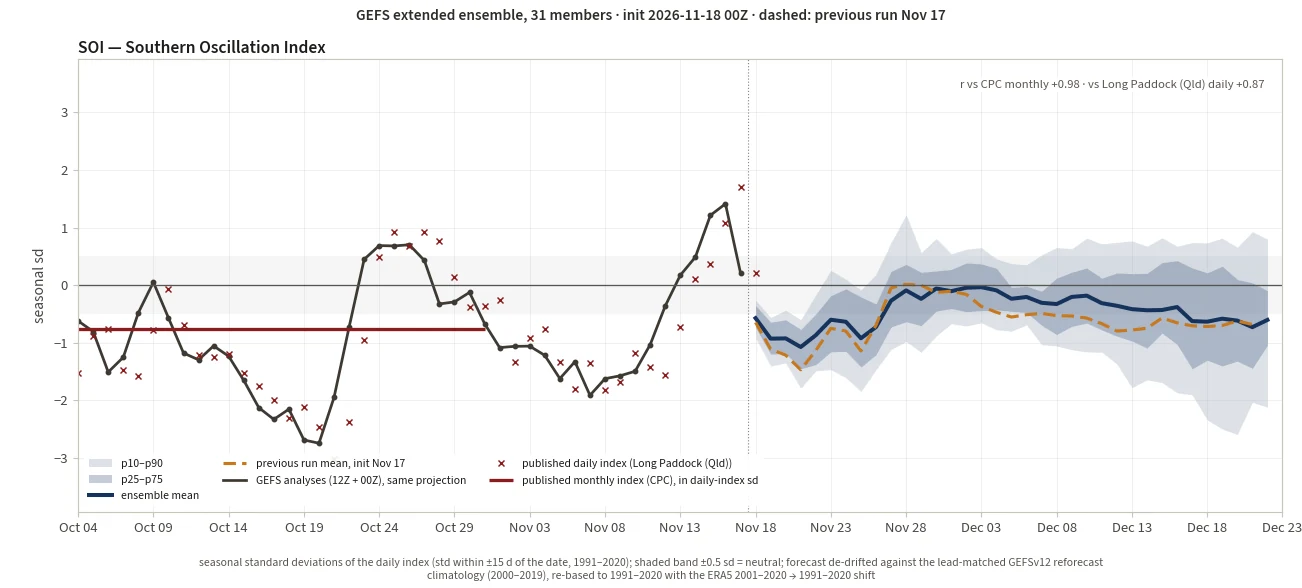 GEFS extended ensemble, 31 members · init 2026-11-18 00Z · dashed: previous run Nov 17
SOI — Southern Oscillation Index
r vs CPC monthly +0.98 · vs Long Paddock (Qld) daily +0.87
seasonal sd
3
2
1
0
−1
−2
−3
p10–p90
p25–p75
ensemble mean
previous run mean, init Nov 17
GEFS analyses (12Z + 00Z), same projection
published daily index (Long Paddock (Qld))
published monthly index (CPC), in daily-index sd
Oct 04 Oct 09 Oct 14 Oct 19 Oct 24 Oct 29 Nov 03 Nov 08 Nov 13 Nov 18 Nov 23 Nov 28 Dec 03 Dec 08 Dec 13 Dec 18 Dec 23
seasonal standard deviations of the daily index (std within ±15 d of the date, 1991–2020); shaded band ±0.5 sd = neutral; forecast de-drifted against the lead-matched GEFSv12 reforecast
climatology (2000–2019), re-based to 1991–2020 with the ERA5 2001–2020 → 1991–2020 shift